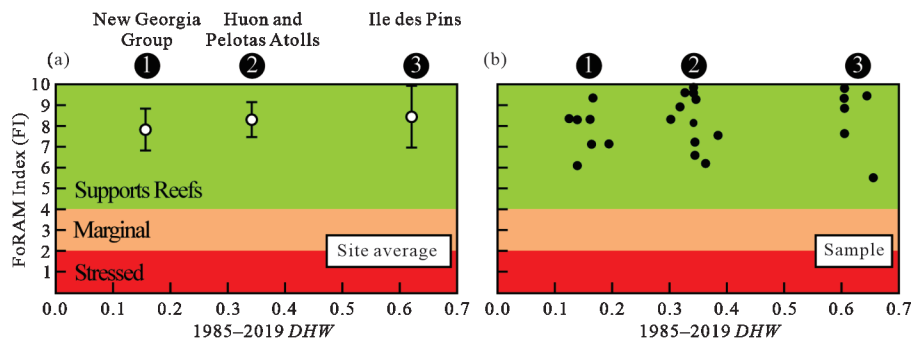 New Georgia
Group
Huon and
Pelotas Atolls
Ile des Pins
(a)
1
2
3
FoRAM Index (FI)
10
9
8
7
6
5
4
3
2
1
Supports Reefs
Marginal
Stressed
Site average
0.0 0.1 0.2 0.3 0.4 0.5 0.6 0.7
1985–2019 DHW
(b)
1
2
3
Sample
0.0 0.1 0.2 0.3 0.4 0.5 0.6 0.7
1985–2019 DHW